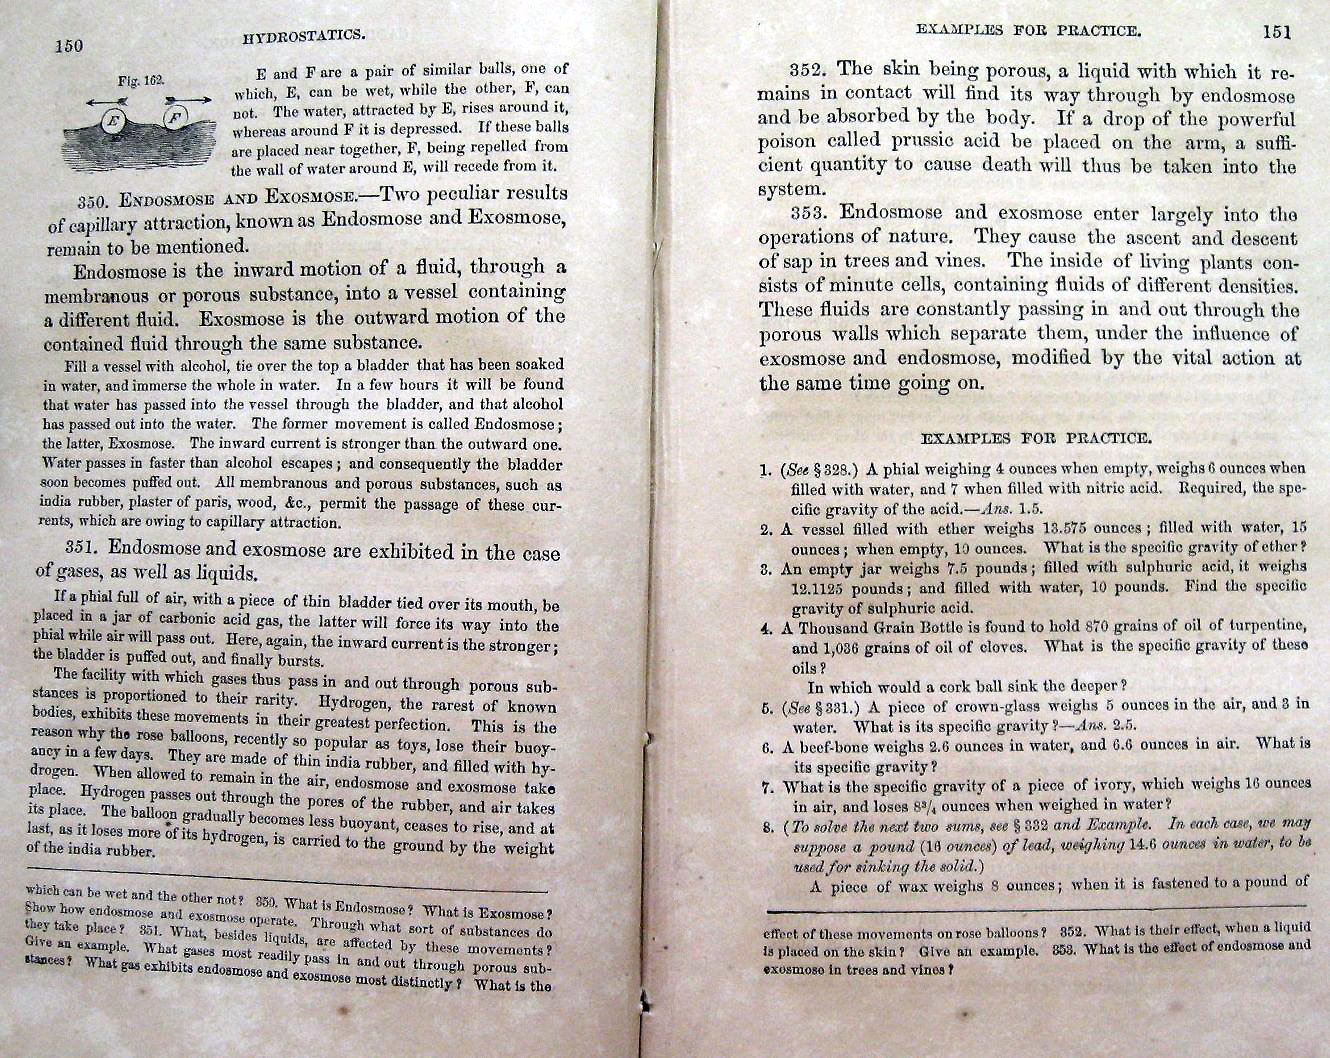 150
HYDROSTATICS.
Fig. 162.
E
F
E and F are a pair of similar balls, one of
which, E, can be wet, while the other, F, can
not. The water, attracted by E, rises around it,
whereas around F it is depressed. If these balls
are placed near together, F, being repelled from
the wall of water around E, will recede from it.
350. ENDOSMOSE AND EXOSMOSE.—Two peculiar results
of capillary attraction, known as Endosmose and Exosmose,
remain to be mentioned.
Endosmose is the inward motion of a fluid, through a
membranous or porous substance, into a vessel containing
a different fluid. Exosmose is the outward motion of the
contained fluid through the same substance.
Fill a vessel with alcohol, tie over the top a bladder that has been soaked
in water, and immerse the whole in water. In a few hours it will be found
that water has passed into the vessel through the bladder, and that alcohol
has passed out into the water. The former movement is called Endosmose;
the latter, Exosmose. The inward current is stronger than the outward one.
Water passes in faster than alcohol escapes; and consequently the bladder
soon becomes puffed out. All membranous and porous substances, such as
india rubber, plaster of paris, wood, &c., permit the passage of these cur-
rents, which are owing to capillary attraction.
351. Endosmose and exosmose are exhibited in the case
of gases, as well as liquids.
If a phial full of air, with a piece of thin bladder tied over its mouth, be
placed in a jar of carbonic acid gas, the latter will force its way into the
phial while air will pass out. Here, again, the inward current is the stronger;
the bladder is puffed out, and finally bursts.
The facility with which gases thus pass in and out through porous sub-
stances is proportioned to their rarity. Hydrogen, the rarest of known
bodies, exhibits these movements in their greatest perfection. This is the
reason why the rose balloons, recently so popular as toys, lose their buoy-
ancy in a few days. They are made of thin india rubber, and filled with hy-
drogen. When allowed to remain in the air, endosmose and exosmose take
place. Hydrogen passes out through the pores of the rubber, and air takes
its place. The balloon gradually becomes less buoyant, ceases to rise, and at
last, as it loses more of its hydrogen, is carried to the ground by the weight
of the india rubber.
which can be wet and the other not? 350. What is Endosmose? What is Exosmose?
Show how endosmose and exosmose operate. Through what sort of substances do
they take place? 351. What, besides liquids, are affected by these movements?
Give an example. What gases most readily pass in and out through porous sub-
stances? What gas exhibits endosmose and exosmose most distinctly? What is the
EXAMPLES FOR PRACTICE.
151
352. The skin being porous, a liquid with which it re-
mains in contact will find its way through by endosmose
and be absorbed by the body. If a drop of the powerful
poison called prussic acid be placed on the arm, a suffi-
cient quantity to cause death will thus be taken into the
system.
353. Endosmose and exosmose enter largely into the
operations of nature. They cause the ascent and descent
of sap in trees and vines. The inside of living plants con-
sists of minute cells, containing fluids of different densities.
These fluids are constantly passing in and out through the
porous walls which separate them, under the influence of
exosmose and endosmose, modified by the vital action at
the same time going on.
EXAMPLES FOR PRACTICE.
1. (See § 328.) A phial weighing 4 ounces when empty, weighs 6 ounces when
filled with water, and 7 when filled with nitric acid. Required, the spe-
cific gravity of the acid.—Ans. 1.5.
2. A vessel filled with ether weighs 13.575 ounces; filled with water, 15
ounces; when empty, 10 ounces. What is the specific gravity of ether?
3. An empty jar weighs 7.5 pounds; filled with sulphuric acid, it weighs
12.1125 pounds; and filled with water, 10 pounds. Find the specific
gravity of sulphuric acid.
4. A Thousand Grain Bottle is found to hold 870 grains of oil of turpentine,
and 1,036 grains of oil of cloves. What is the specific gravity of these
oils?
In which would a cork ball sink the deeper?
5. (See § 331.) A piece of crown-glass weighs 5 ounces in the air, and 3 in
water. What is its specific gravity?—Ans. 2.5.
6. A beef-bone weighs 2.6 ounces in water, and 6.6 ounces in air. What is
its specific gravity?
7. What is the specific gravity of a piece of ivory, which weighs 16 ounces
in air, and loses 8¾ ounces when weighed in water?
8. (To solve the next two sums, see § 332 and Example. In each case, we may
suppose a pound (16 ounces) of lead, weighing 14.6 ounces in water, to be
used for sinking the solid.)
A piece of wax weighs 8 ounces; when it is fastened to a pound of
effect of these movements on rose balloons? 352. What is their effect, when a liquid
is placed on the skin? Give an example. 353. What is the effect of endosmose and
exosmose in trees and vines?